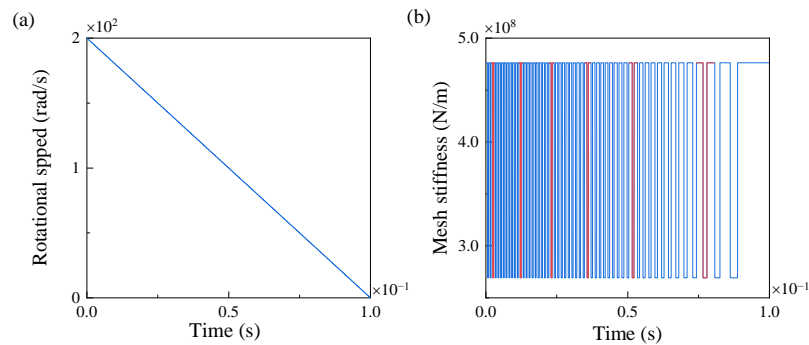 (a)
×10²
2
1
0
Rotational spped (rad/s)
0.0
0.5
1.0
×10⁻¹
Time (s)
(b)
×10⁸
5.0
4.0
3.0
Mesh stiffness (N/m)
0.0
0.5
1.0
×10⁻¹
Time (s)